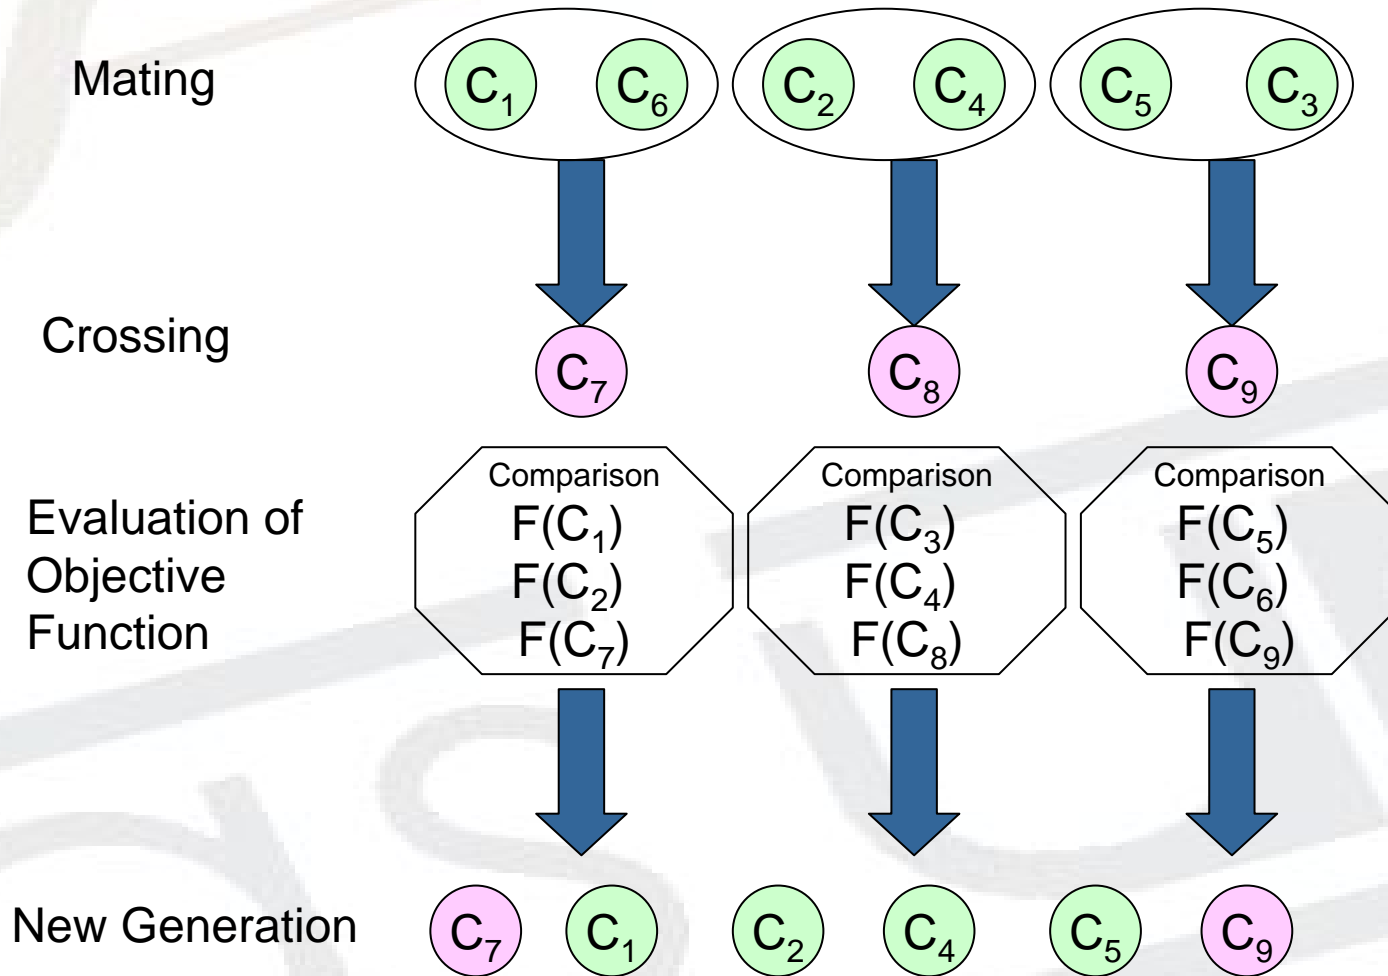 Mating
C₁ C₆ C₂ C₄ C₅ C₃
Crossing
C₇ C₈ C₉
Evaluation of
Objective
Function
Comparison
F(C₁)
F(C₂)
F(C₇)
Comparison
F(C₃)
F(C₄)
F(C₈)
Comparison
F(C₅)
F(C₆)
F(C₉)
New Generation
C₇ C₁ C₂ C₄ C₅ C₉